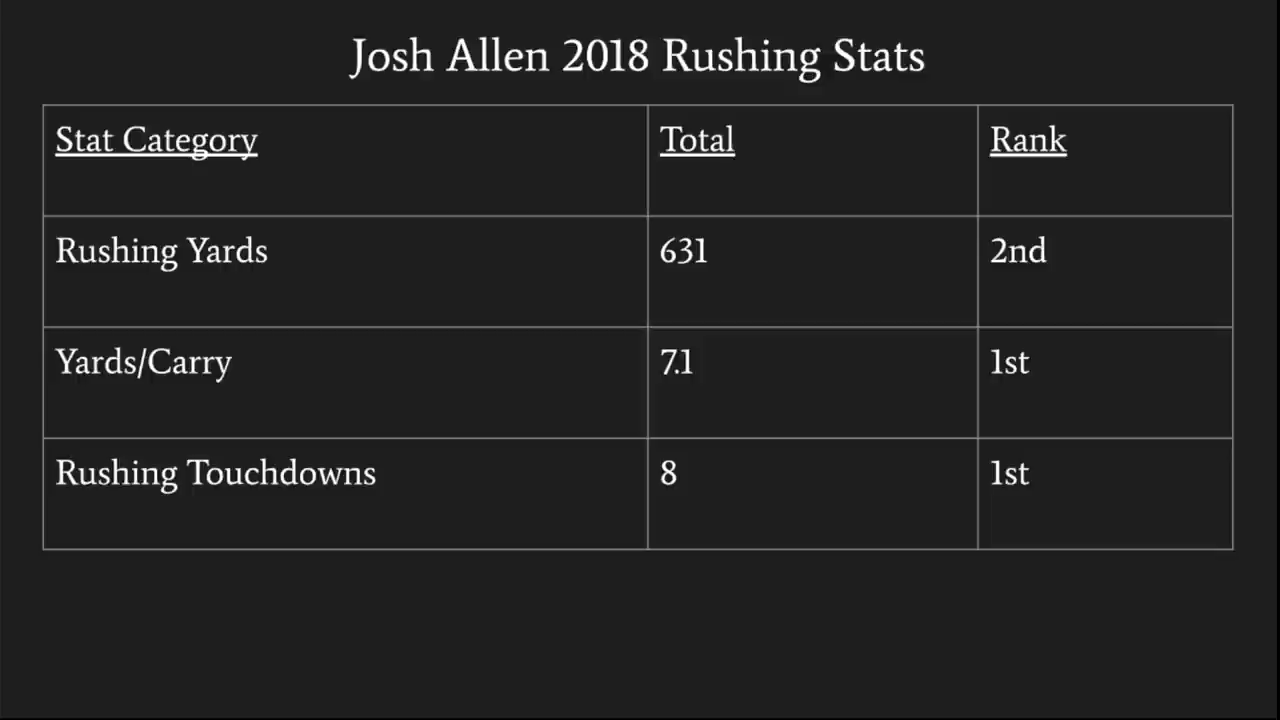 Josh Allen 2018 Rushing Stats
Stat Category Total Rank
Rushing Yards 631 2nd
Yards/Carry 7.1 1st
Rushing Touchdowns 8 1st